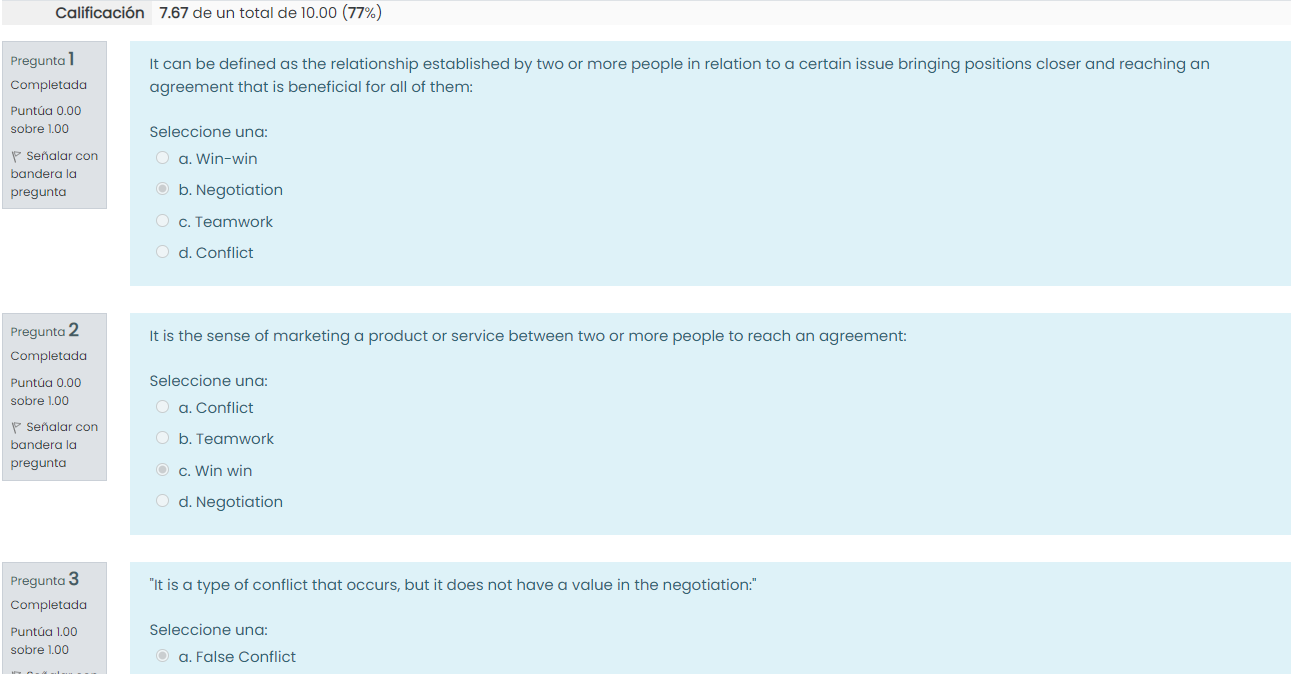 Calificación 7.67 de un total de 10.00 (77%)
Pregunta 1
Completada
Puntúa 0.00
sobre 1.00
Señalar con
bandera la
pregunta
It can be defined as the relationship established by two or more people in relation to a certain issue bringing positions closer and reaching an
agreement that is beneficial for all of them:
Seleccione una:
a. Win-win
b. Negotiation
c. Teamwork
d. Conflict
Pregunta 2
Completada
Puntúa 0.00
sobre 1.00
Señalar con
bandera la
pregunta
It is the sense of marketing a product or service between two or more people to reach an agreement:
Seleccione una:
a. Conflict
b. Teamwork
c. Win win
d. Negotiation
Pregunta 3
Completada
Puntúa 1.00
sobre 1.00
Señalar con
"It is a type of conflict that occurs, but it does not have a value in the negotiation:"
Seleccione una:
a. False Conflict